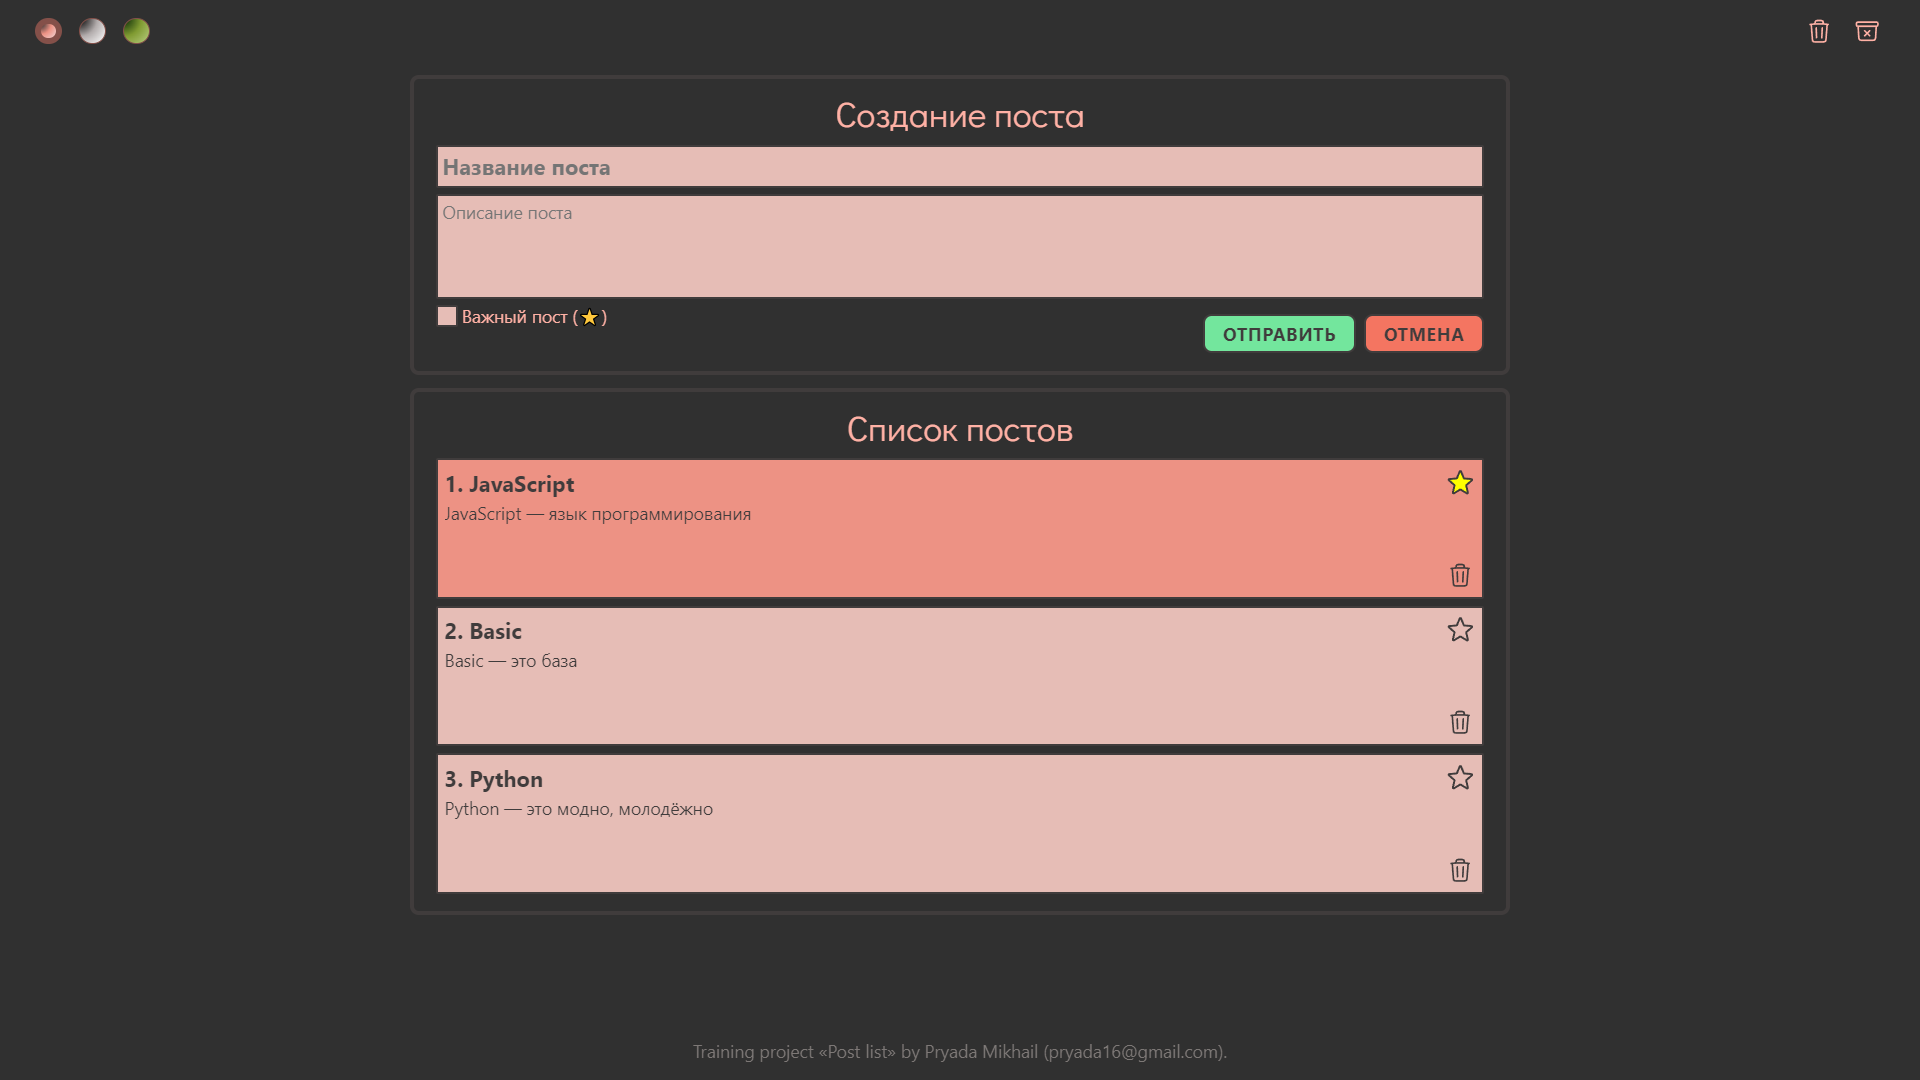 Создание поста
Название поста
Описание поста
Важный пост (⭐)
ОТПРАВИТЬ
ОТМЕНА
Список постов
1. JavaScript
JavaScript — язык программирования
2. Basic
Basic — это база
3. Python
Python — это модно, молодёжно
Training project «Post list» by Pryada Mikhail (pryada16@gmail.com).